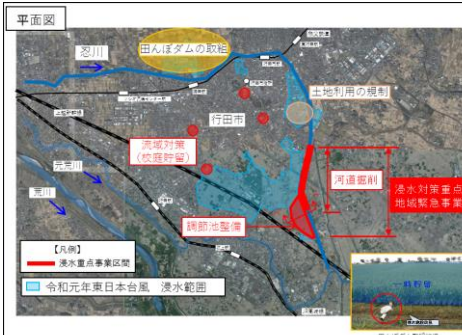 平面図
忍川
田んぼダムの取組
土地利用の規制
行田市
流域対策
(校庭貯留)
元荒川
荒川
河道掘削
浸水対策重点
地域緊急事業
調節池整備
【凡例】
浸水重点事業区間
令和元年東日本台風 浸水範囲
一時貯留